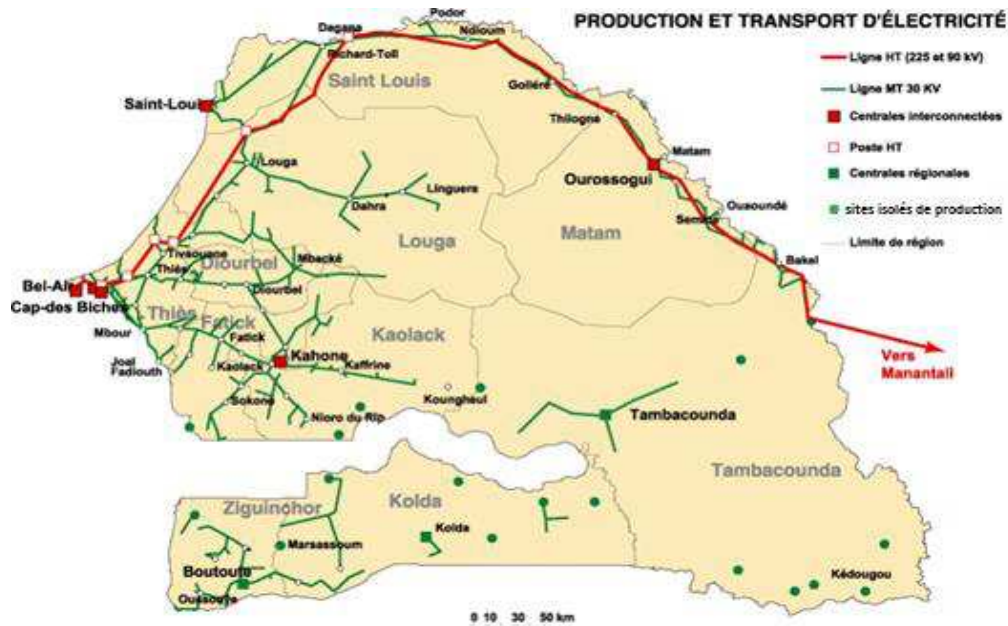 PRODUCTION ET TRANSPORT D'ÉLECTRICITÉ
Ligne HT (225 et 90 kV)
Ligne MT 30 KV
Centrales interconnectées
Poste HT
Centrales régionales
sites isolés de production
Limite de région
Podor
Dagana
Ndioum
Richard-Toll
Saint Louis
Golléré
Saint-Louis
Thilogne
Matam
Louga
Ourossogui
Linguere
Dahra
Ouaoundé
Semme
Louga
Matam
Tivaouane
Diourbel
Mbacké
Bakel
Thiès
Bel-Air
Diourbel
Cap-des Biches
Thiès
Fatick
Mbour
Kaolack
Fatick
Vers
Manantali
Joal
Fadiouth
Kaolack
Kahone
Kaffrine
Sokone
Koungheul
Nioro du Rip
Tambacounda
Tambacounda
Ziguinchor
Kolda
Kolda
Marsassoum
Boutoute
Kédougou
Oussouye
0 10 30 50 km